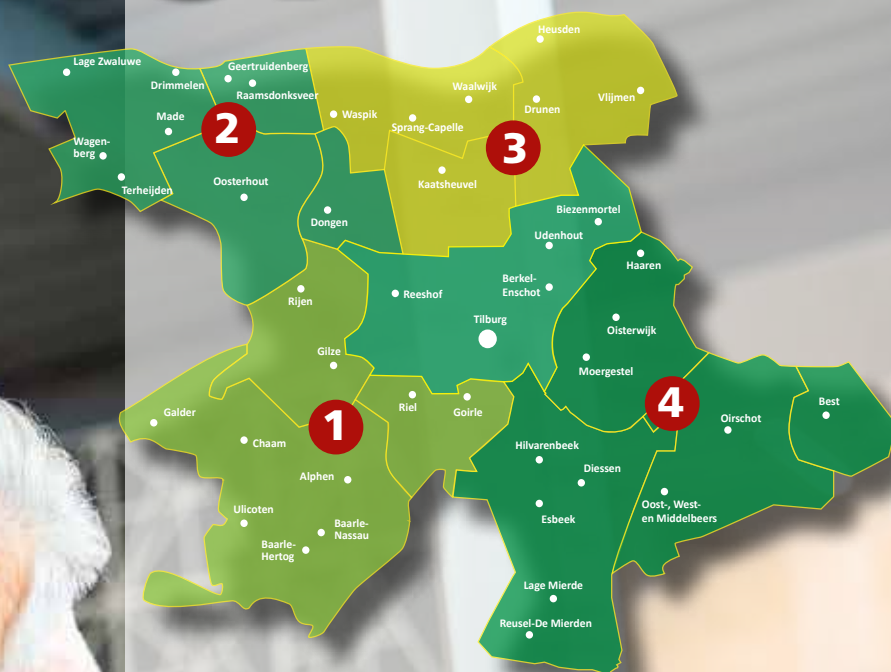 Heusden
Lage Zwaluwe
Geertruidenberg
Drimmelen
Raamsdonksveer
Waalwijk
Vlijmen
Drunen
Made
Waspik
Sprang-Capelle
2
3
Wagen-
berg
Terheijden
Oosterhout
Kaatsheuvel
Dongen
Biezenmortel
Udenhout
Haaren
Berkel-
Enschot
Rijen
Reeshof
Tilburg
Oisterwijk
Gilze
Moergestel
Riel
Goirle
Galder
1
4
Best
Oirschot
Chaam
Hilvarenbeek
Diessen
Alphen
Oost-, West-
en Middelbeers
Ulicoten
Esbeek
Baarle-
Nassau
Baarle-
Hertog
Lage Mierde
Reusel-De Mierden